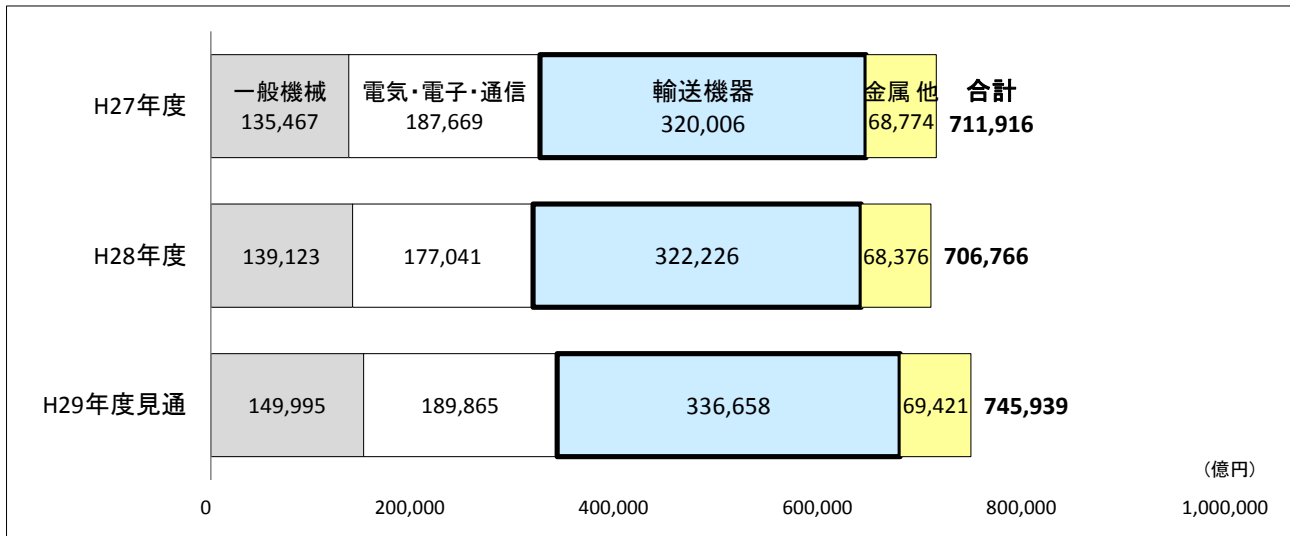 一般機械 電気・電子・通信 輸送機器 金属 他 合計
H27年度 135,467 187,669 320,006 68,774 711,916
H28年度 139,123 177,041 322,226 68,376 706,766
H29年度見通 149,995 189,865 336,658 69,421 745,939
(億円)
0 200,000 400,000 600,000 800,000 1,000,000